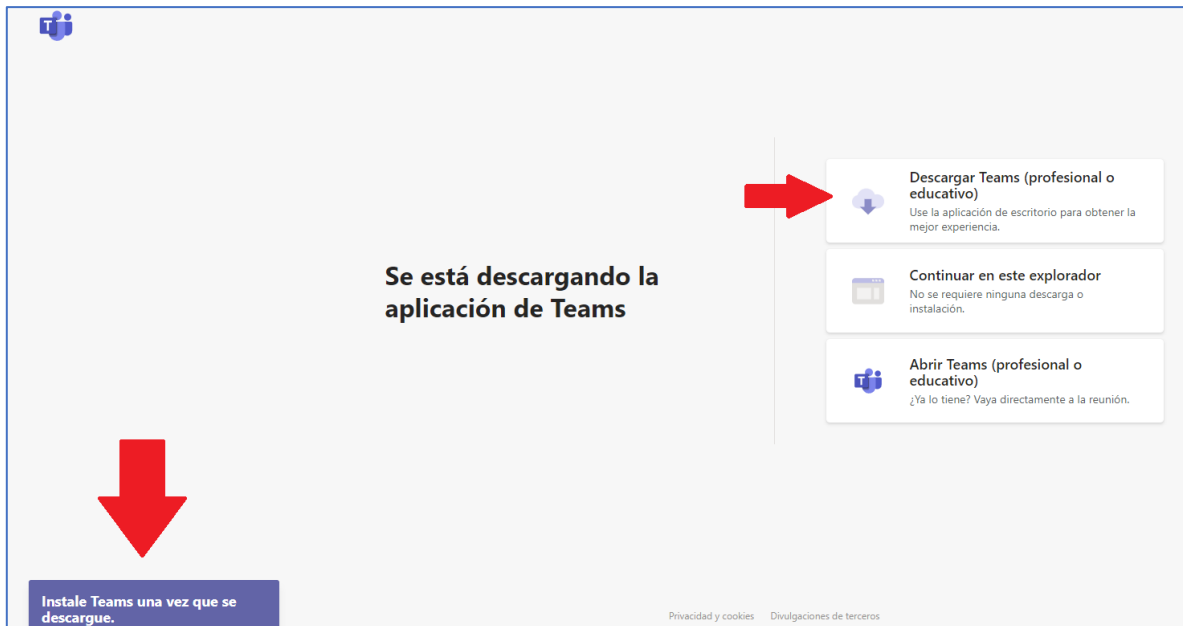 Se está descargando la
aplicación de Teams
Descargar Teams (profesional o
educativo)
Use la aplicación de escritorio para obtener la
mejor experiencia.
Continuar en este explorador
No se requiere ninguna descarga o
instalación.
Abrir Teams (profesional o
educativo)
¿Ya lo tiene? Vaya directamente a la reunión.
Instale Teams una vez que se
descargue.
Privacidad y cookies Divulgaciones de terceros